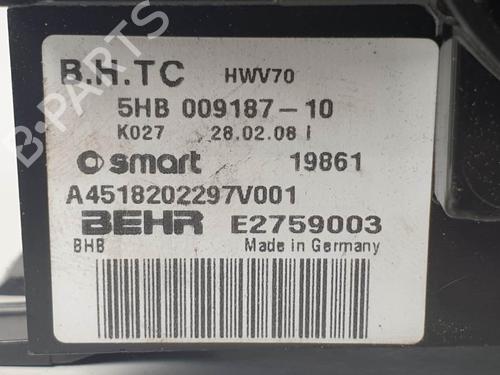 B.H.TC HWV70
5HB 009187-10
K027 28.02.08 I
smart 19861
A4518202297V001
BEHR E2759003
BHB Made in Germany
B-PARTS